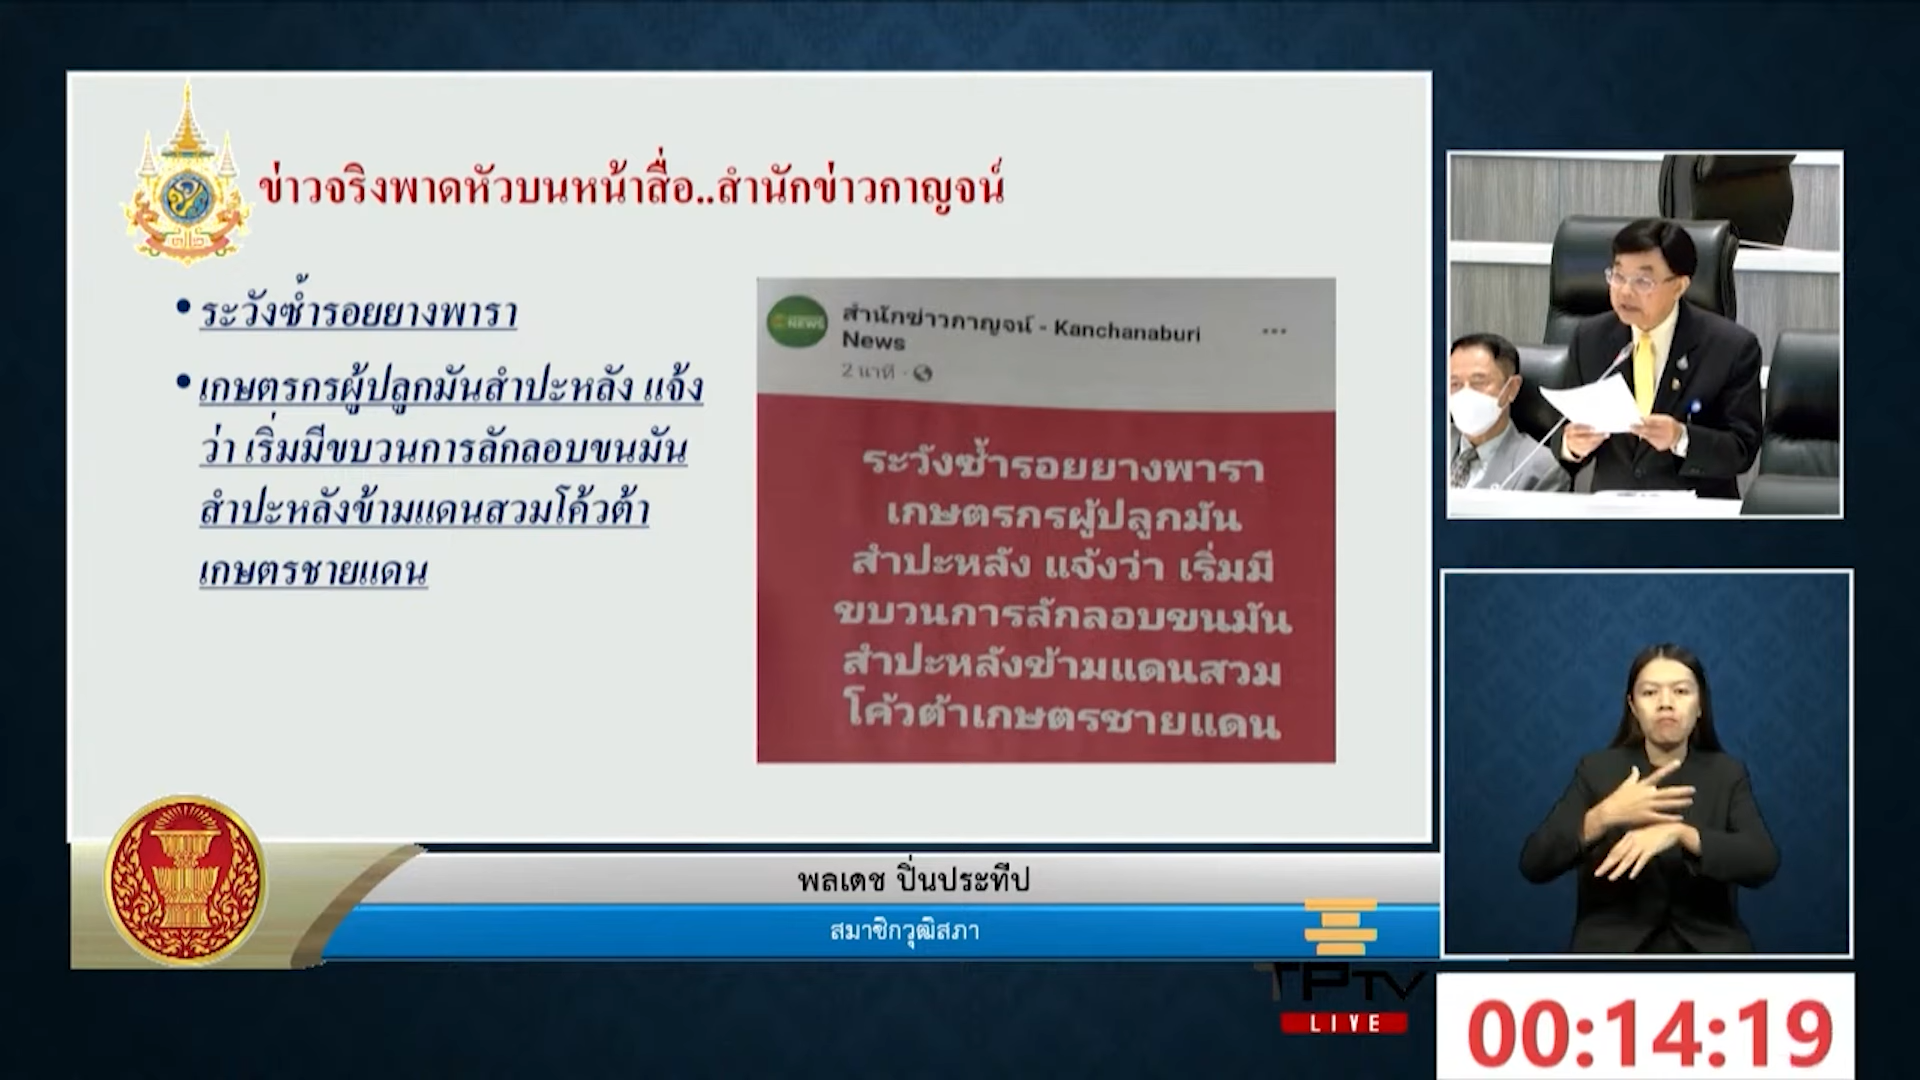 ข่าวจริงพาดหัวบนหน้าสื่อ..สำนักข่าวกาญจน์
• ระวังซ้ำรอยยางพารา
• เกษตรกรผู้ปลูกมันสำปะหลัง แจ้ง
ว่า เริ่มมีขบวนการลักลอบขนมัน
สำปะหลังข้ามแดนสวมโค้วต้า
เกษตรชายแดน
NEWS
สำนักข่าวกาญจน์ - Kanchanaburi
News
2 นาที ·
ระวังซ้ำรอยยางพารา
เกษตรกรผู้ปลูกมัน
สำปะหลัง แจ้งว่า เริ่มมี
ขบวนการลักลอบขนมัน
สำปะหลังข้ามแดนสวม
โค้วต้าเกษตรชายแดน
พลเดช ปิ่นประทีป
สมาชิกวุฒิสภา
TPTV
LIVE
00:14:19